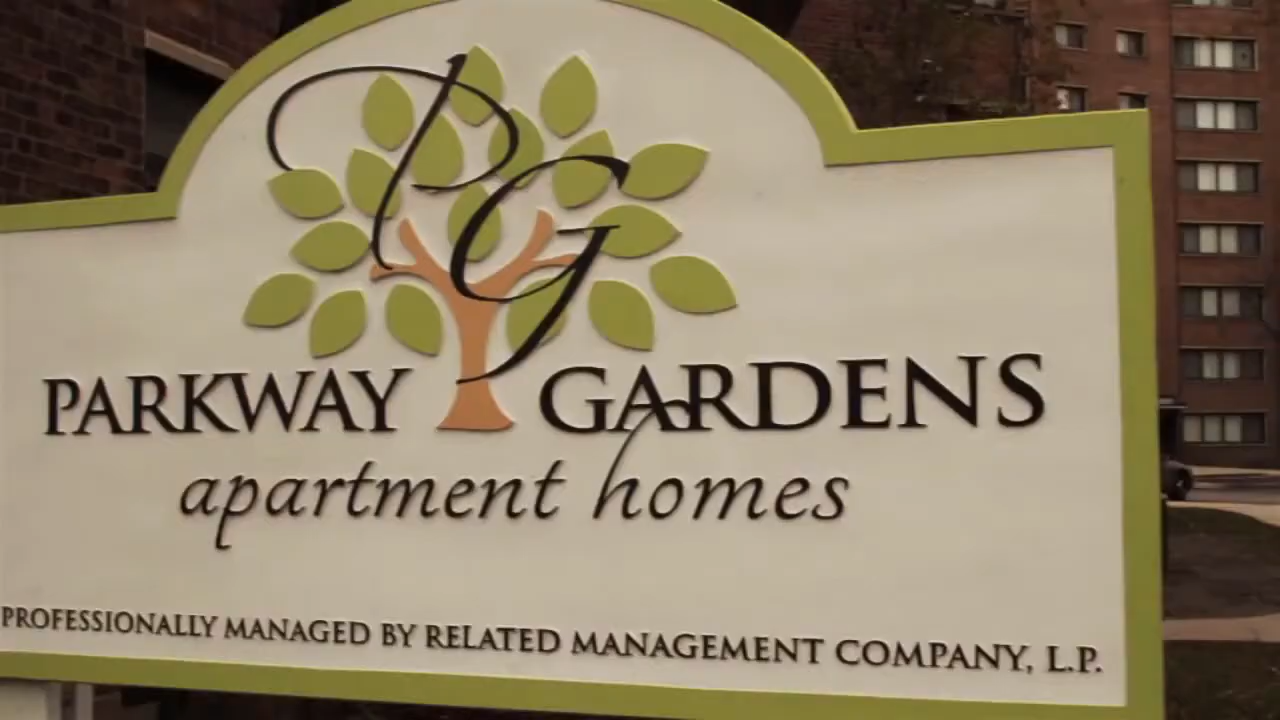 PG
PARKWAY GARDENS
apartment homes
PROFESSIONALLY MANAGED BY RELATED MANAGEMENT COMPANY, L.P.